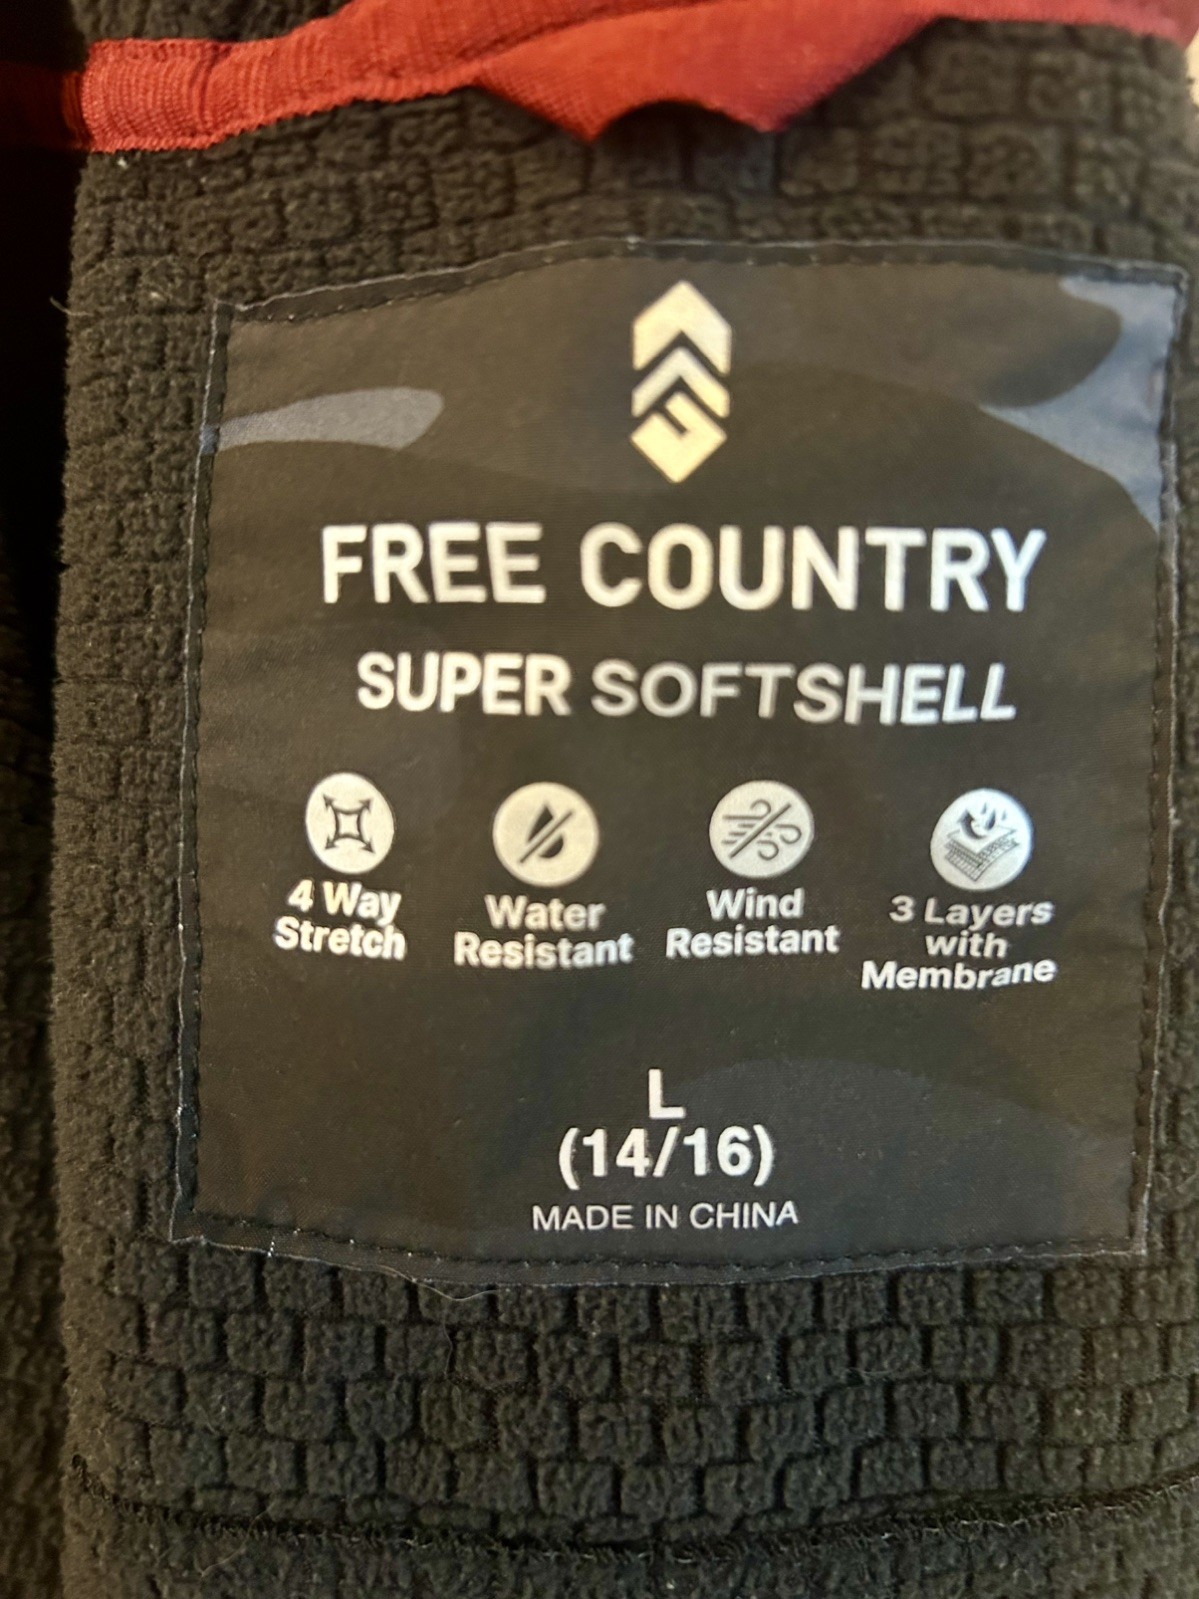 FREE COUNTRY
SUPER SOFTSHELL
4 Way
Stretch
Water
Resistant
Wind
Resistant
3 Layers
with
Membrane
L
(14/16)
MADE IN CHINA